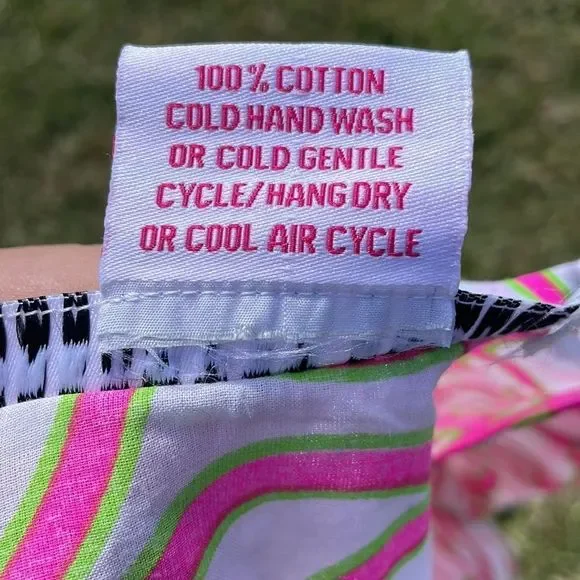 100% COTTON
COLD HAND WASH
OR COLD GENTLE
CYCLE/HANG DRY
OR COOL AIR CYCLE